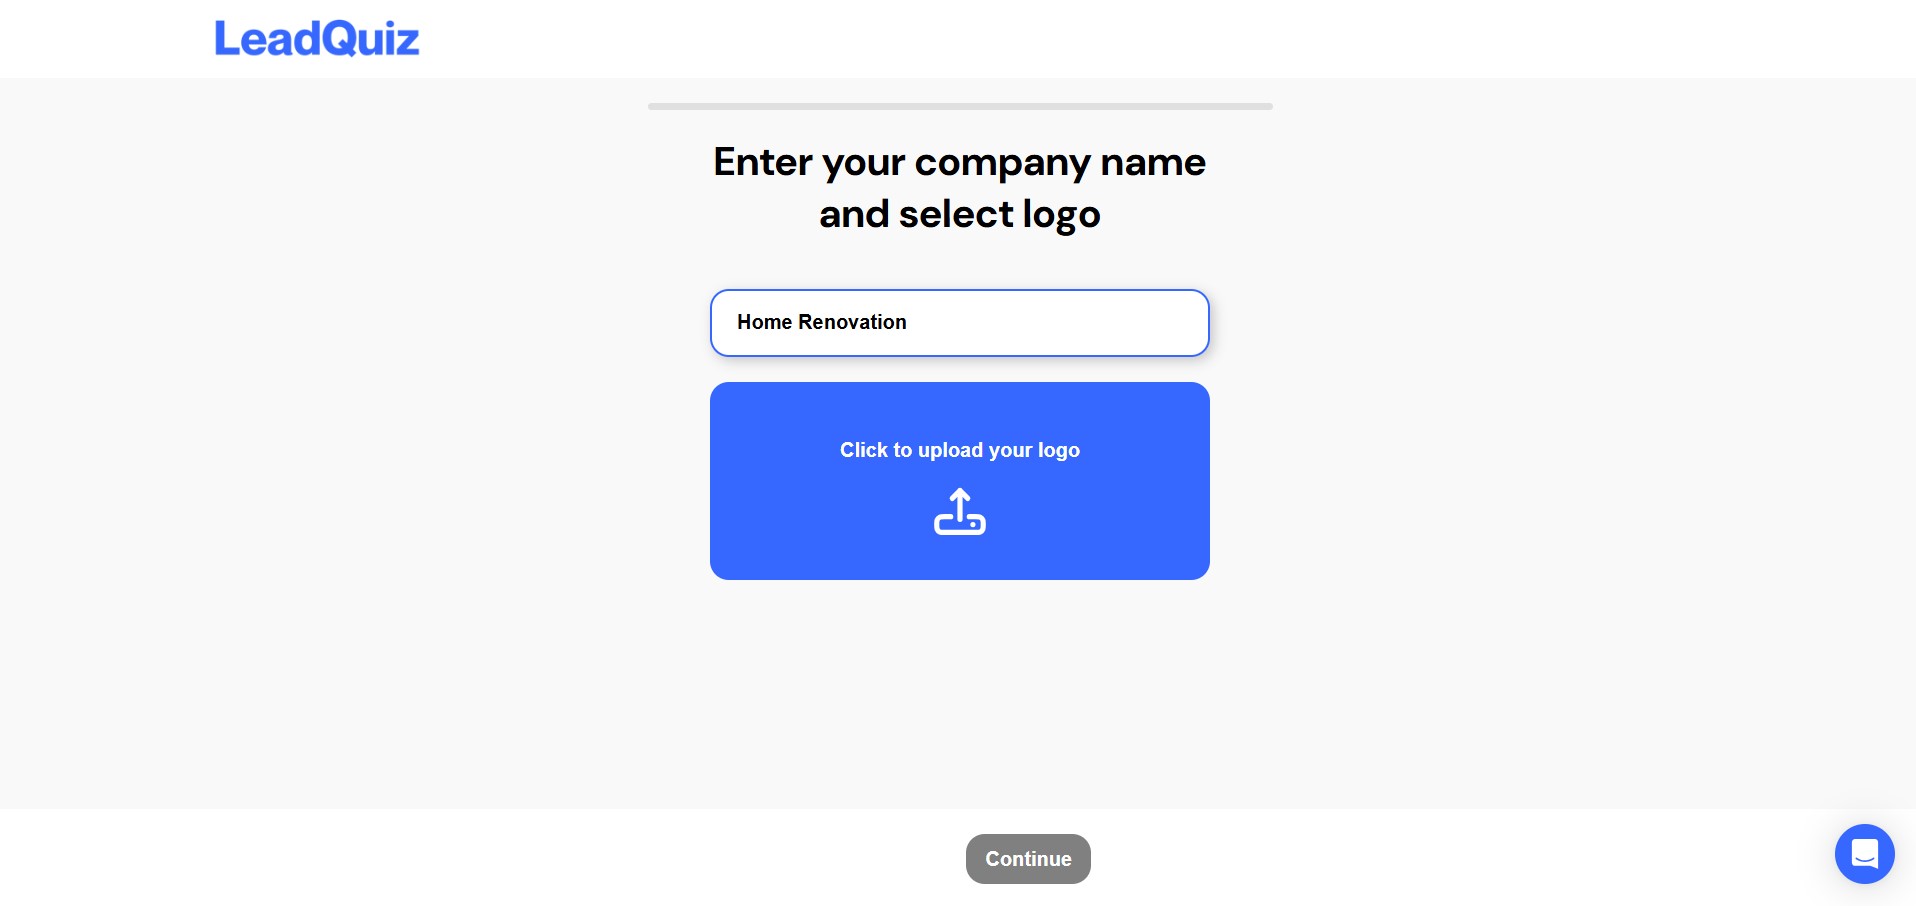 LeadQuiz
Enter your company name
and select logo
Home Renovation
Click to upload your logo
Continue